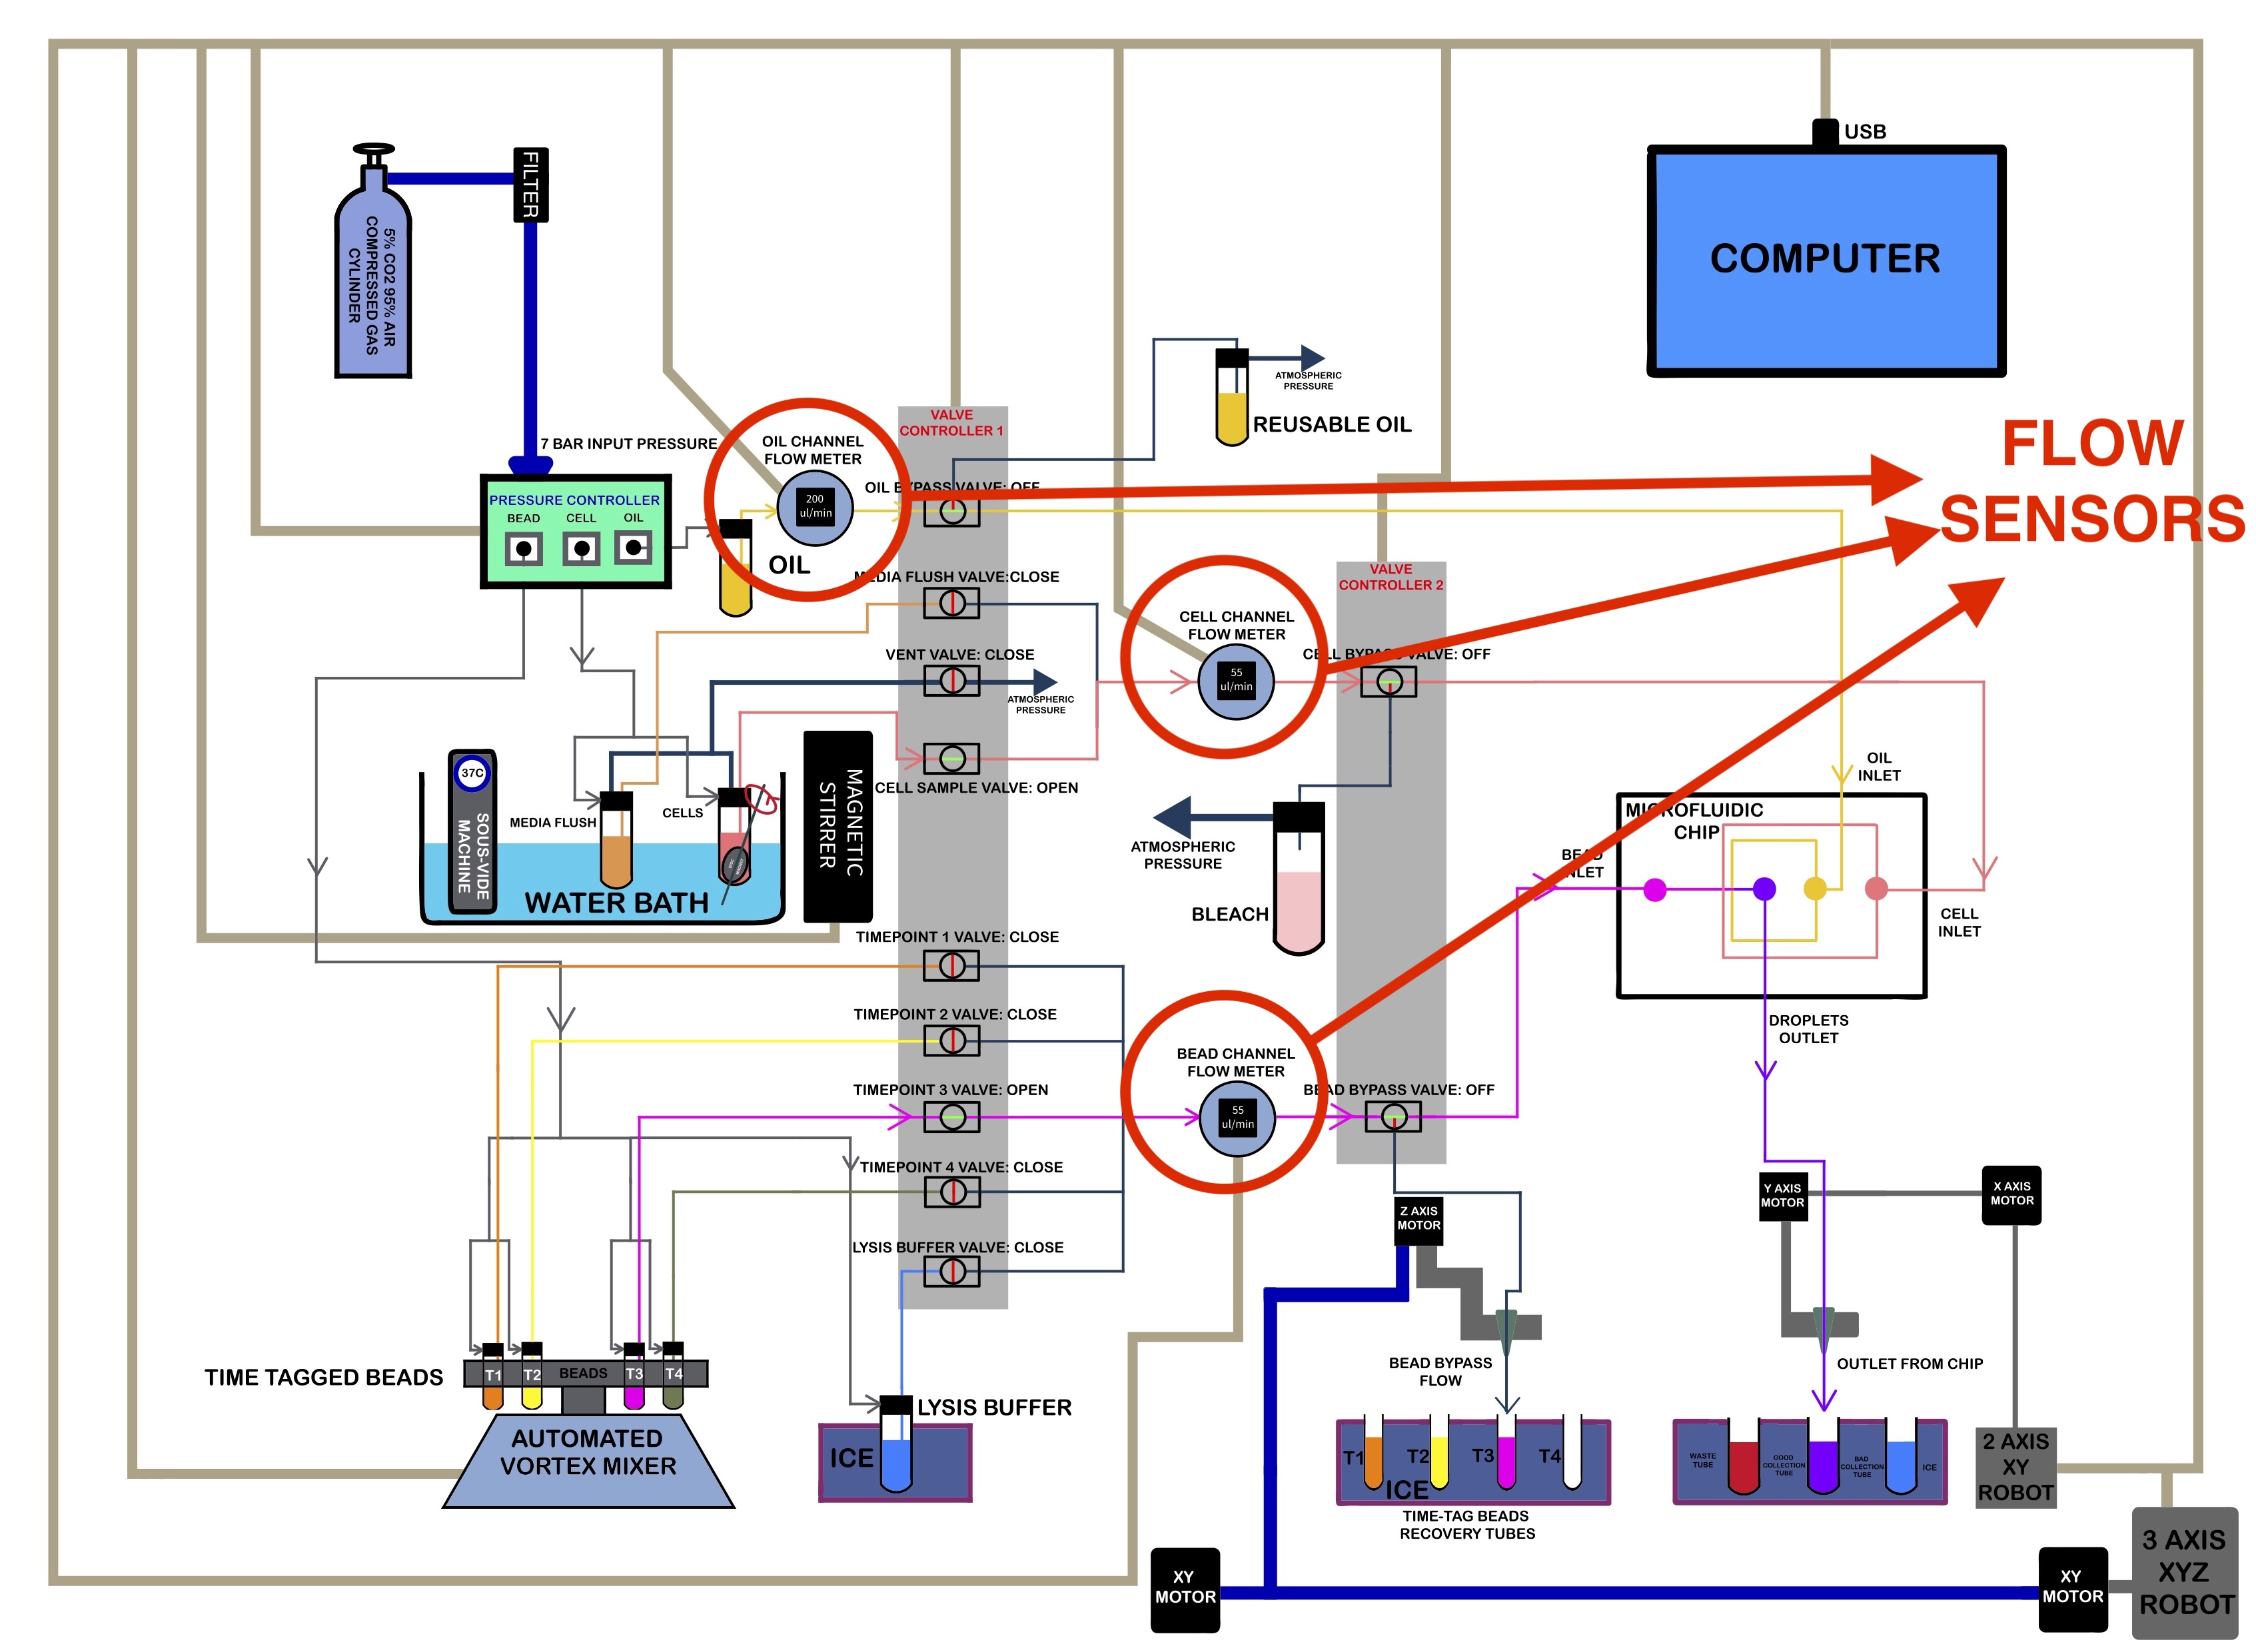 USB
COMPUTER
FILTER
5% CO2 95% AIR
COMPRESSED GAS
CYLINDER
7 BAR INPUT PRESSURE
PRESSURE CONTROLLER
BEAD
CELL
OIL
OIL CHANNEL
FLOW METER
200
ul/min
OIL
VALVE
CONTROLLER 1
OIL BYPASS VALVE: OFF
ATMOSPHERIC
PRESSURE
REUSABLE OIL
FLOW
SENSORS
MEDIA FLUSH VALVE:CLOSE
VENT VALVE: CLOSE
ATMOSPHERIC
PRESSURE
CELL SAMPLE VALVE: OPEN
CELL CHANNEL
FLOW METER
55
ul/min
VALVE
CONTROLLER 2
CELL BYPASS VALVE: OFF
37C
SOUS-VIDE
MACHINE
MEDIA FLUSH
CELLS
WATER BATH
MAGNETIC
STIRRER
ATMOSPHERIC
PRESSURE
BLEACH
OIL
INLET
MICROFLUIDIC
CHIP
BEAD
INLET
CELL
INLET
DROPLETS
OUTLET
TIMEPOINT 1 VALVE: CLOSE
TIMEPOINT 2 VALVE: CLOSE
TIMEPOINT 3 VALVE: OPEN
TIMEPOINT 4 VALVE: CLOSE
LYSIS BUFFER VALVE: CLOSE
BEAD CHANNEL
FLOW METER
55
ul/min
BEAD BYPASS VALVE: OFF
Z AXIS
MOTOR
Y AXIS
MOTOR
X AXIS
MOTOR
TIME TAGGED BEADS
T1
T2
BEADS
T3
T4
AUTOMATED
VORTEX MIXER
LYSIS BUFFER
ICE
BEAD BYPASS
FLOW
T1
T2
T3
T4
ICE
TIME-TAG BEADS
RECOVERY TUBES
OUTLET FROM CHIP
WASTE
TUBE
GOOD
COLLECTION
TUBE
BAD
COLLECTION
TUBE
ICE
2 AXIS
XY
ROBOT
XY
MOTOR
XY
MOTOR
3 AXIS
XYZ
ROBOT